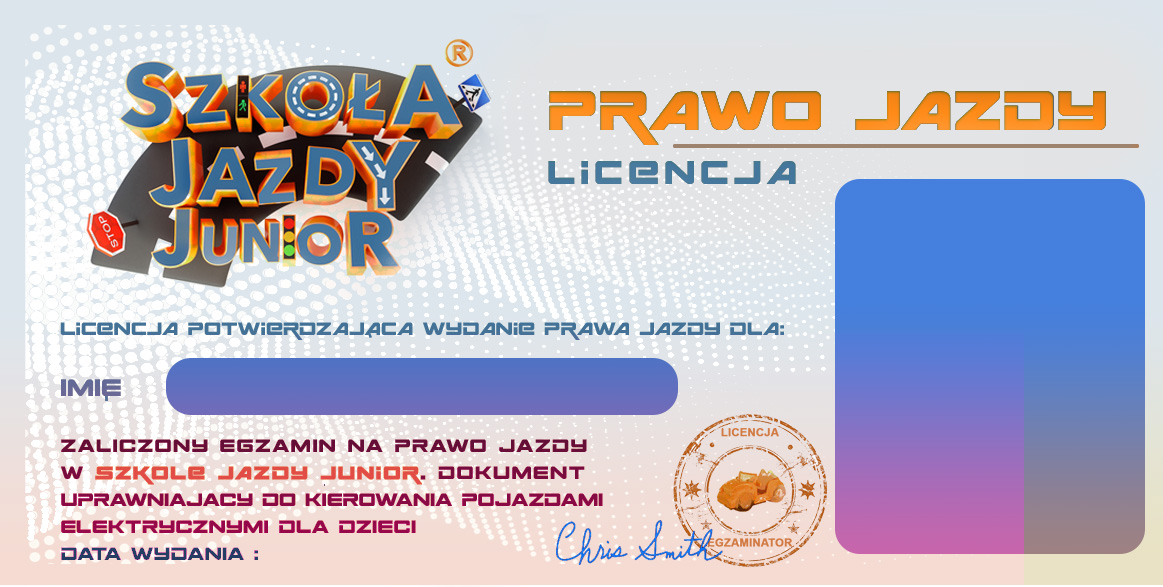 SZKOŁA
JAZDY
JUNIOR
®
STOP
PRAWO JAZDY
LiCENCJA
LiCENCJA POTWiERDZAJĄCA WYDANiE PRAWA JAZDY DLA:
IMIĘ
ZALICZONY EGZAMIN NA PRAWO JAZDY
W SZKOLE JAZDY JUNIOR. DOKUMENT
UPRAWNIAJACY DO KIEROWANIA POJAZDAMI
ELEKTRYCZNYMI DLA DZIECI
DATA WYDANIA :
Chris Smith
LICENCJA
EGZAMINATOR